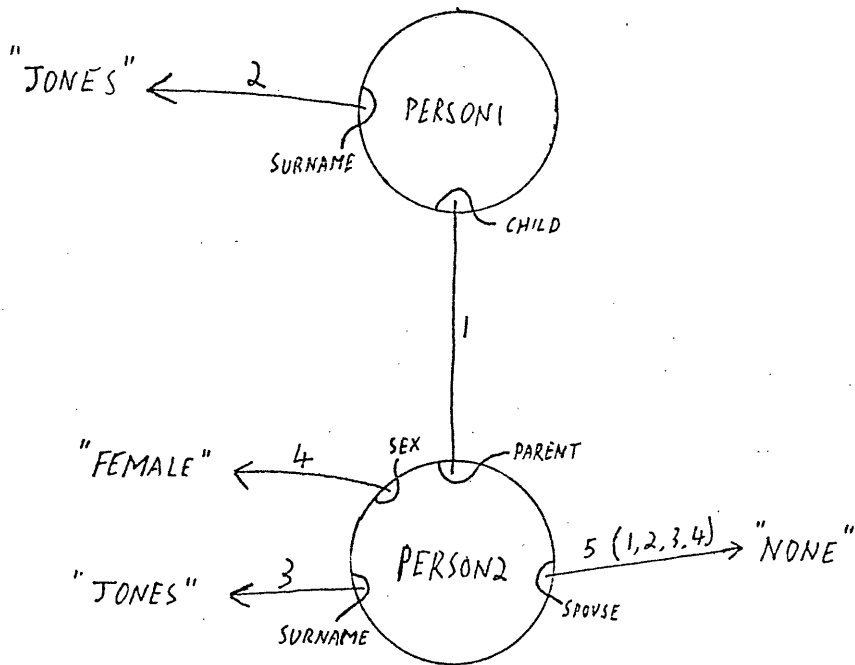 "JONES"
2
PERSON1
SURNAME
CHILD
1
"FEMALE"
4
SEX
PARENT
"JONES"
3
SURNAME
PERSON2
5 (1,2,3,4)
"NONE"
SPOUSE